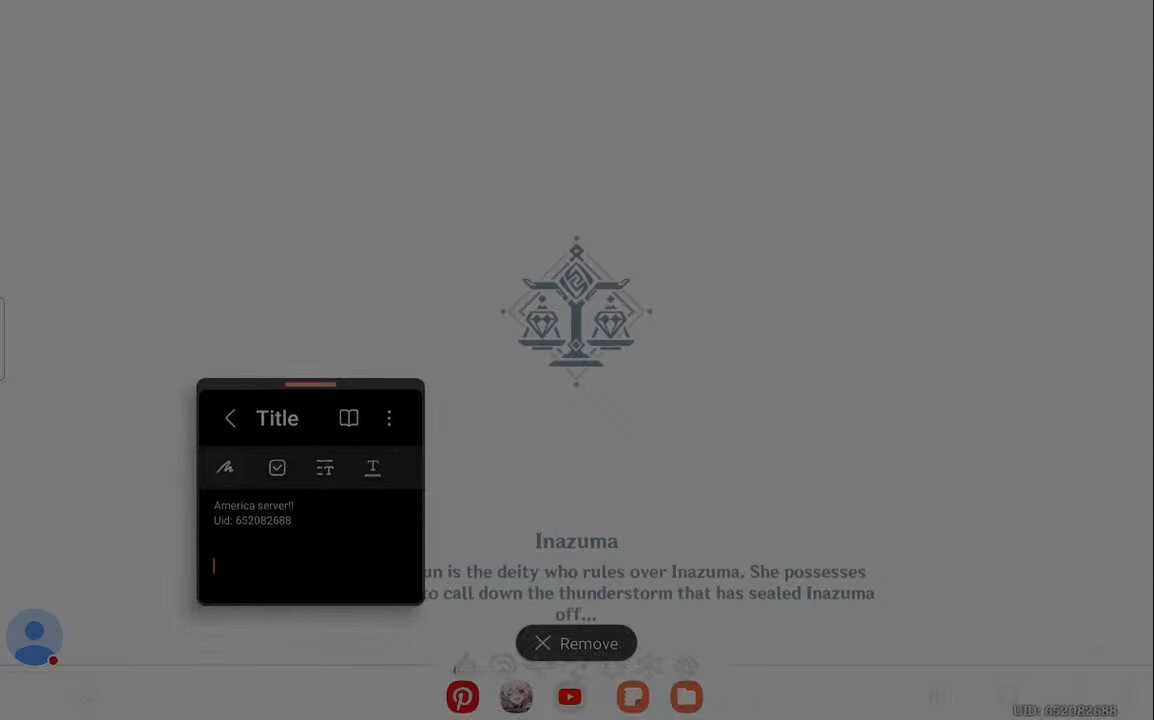 Title
America server!!
Uid: 652082688
Inazuma
un is the deity who rules over Inazuma. She possesses
to call down the thunderstorm that has sealed Inazuma
off...
Remove
UID: 652082688